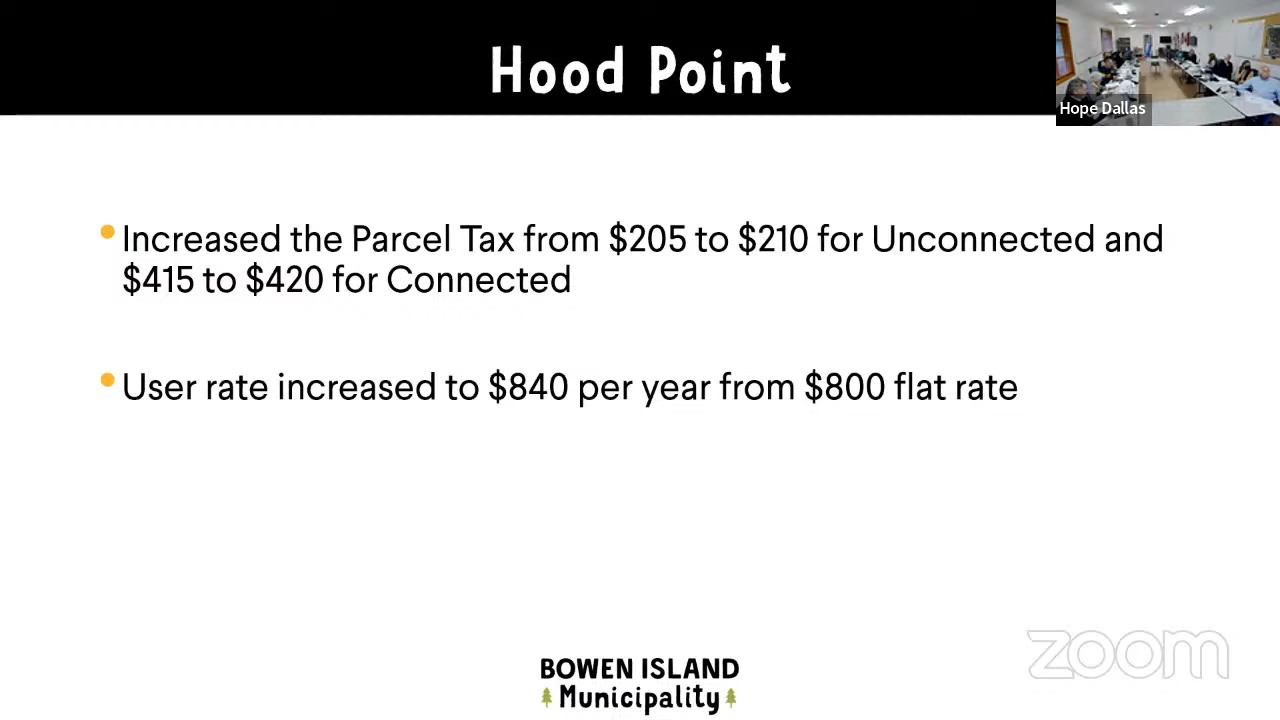 Hood Point
Hope Dallas
Increased the Parcel Tax from $205 to $210 for Unconnected and
$415 to $420 for Connected
User rate increased to $840 per year from $800 flat rate
zoom
BOWEN ISLAND
Municipality